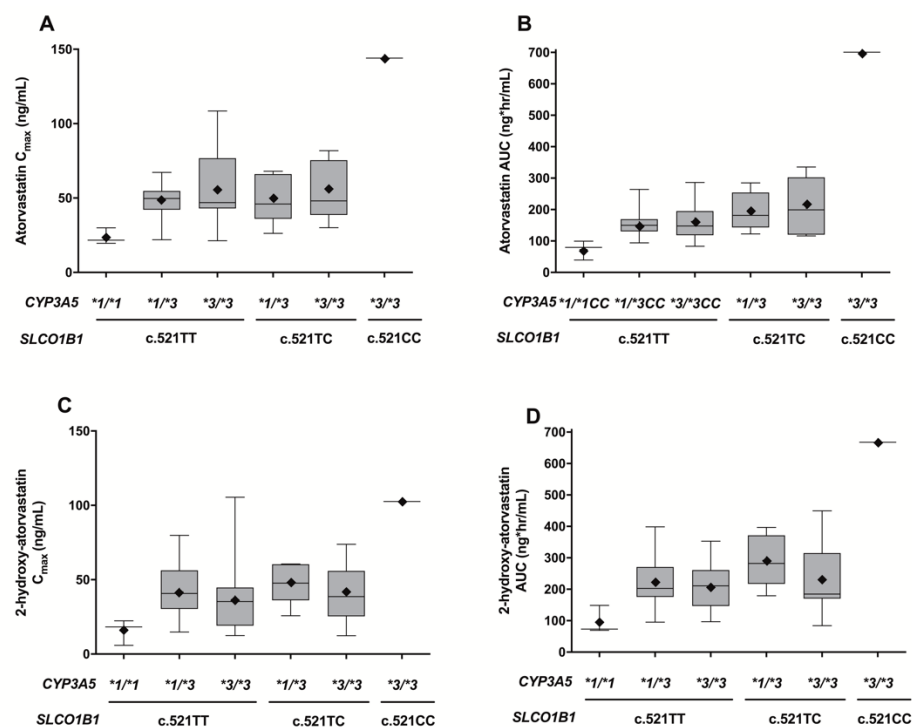 A
Atorvastatin Cmax (ng/mL)
150
100
50
0
CYP3A5 *1/*1 *1/*3 *3/*3 *1/*3 *3/*3 *3/*3
SLCO1B1 c.521TT c.521TC c.521CC
B
Atorvastatin AUC (ng*hr/mL)
700
600
500
400
300
200
100
0
CYP3A5 *1/*1CC *1/*3CC *3/*3CC *1/*3 *3/*3 *3/*3
SLCO1B1 c.521TT c.521TC c.521CC
C
2-hydroxy-atorvastatin
Cmax (ng/mL)
150
100
50
0
CYP3A5 *1/*1 *1/*3 *3/*3 *1/*3 *3/*3 *3/*3
SLCO1B1 c.521TT c.521TC c.521CC
D
2-hydroxy-atorvastatin
AUC (ng*hr/mL)
700
600
500
400
300
200
100
0
CYP3A5 *1/*1 *1/*3 *3/*3 *1/*3 *3/*3 *3/*3
SLCO1B1 c.521TT c.521TC c.521CC